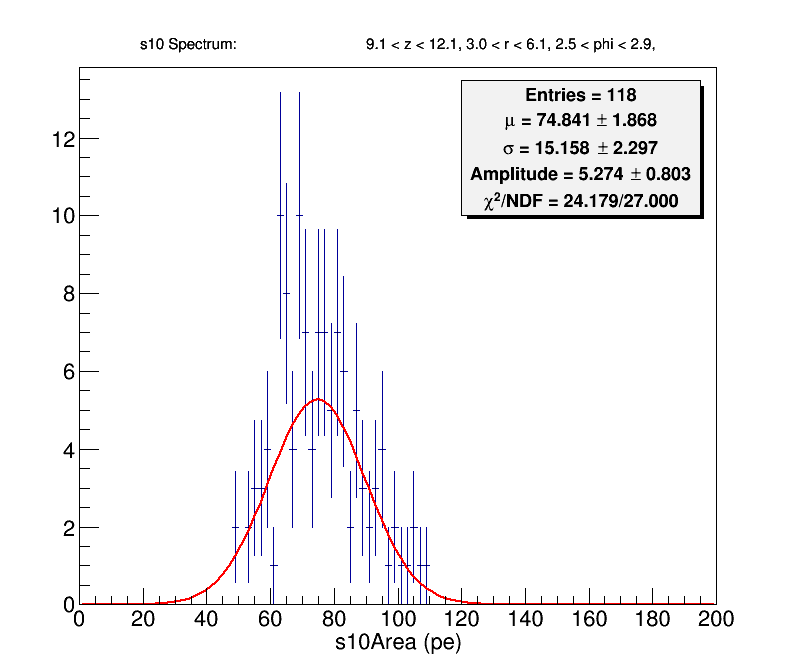 s10 Spectrum: 9.1 < z < 12.1, 3.0 < r < 6.1, 2.5 < phi < 2.9,
Entries = 118
μ = 74.841 ± 1.868
σ = 15.158 ± 2.297
Amplitude = 5.274 ± 0.803
χ²/NDF = 24.179/27.000
12
10
8
6
4
2
0
0 20 40 60 80 100 120 140 160 180 200
s10Area (pe)